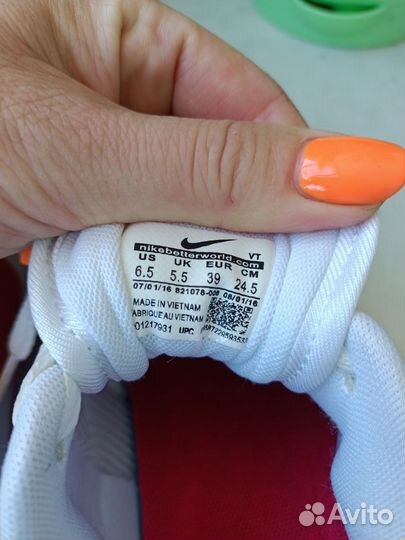 VT
nikebetterworld.com
US UK EUR CM
6.5 5.5 39 24.5
07/01/16 821078-006 08/01/16
MADE IN VIETNAM
FABRIQUE AU VIETNAM
UPC
Avito